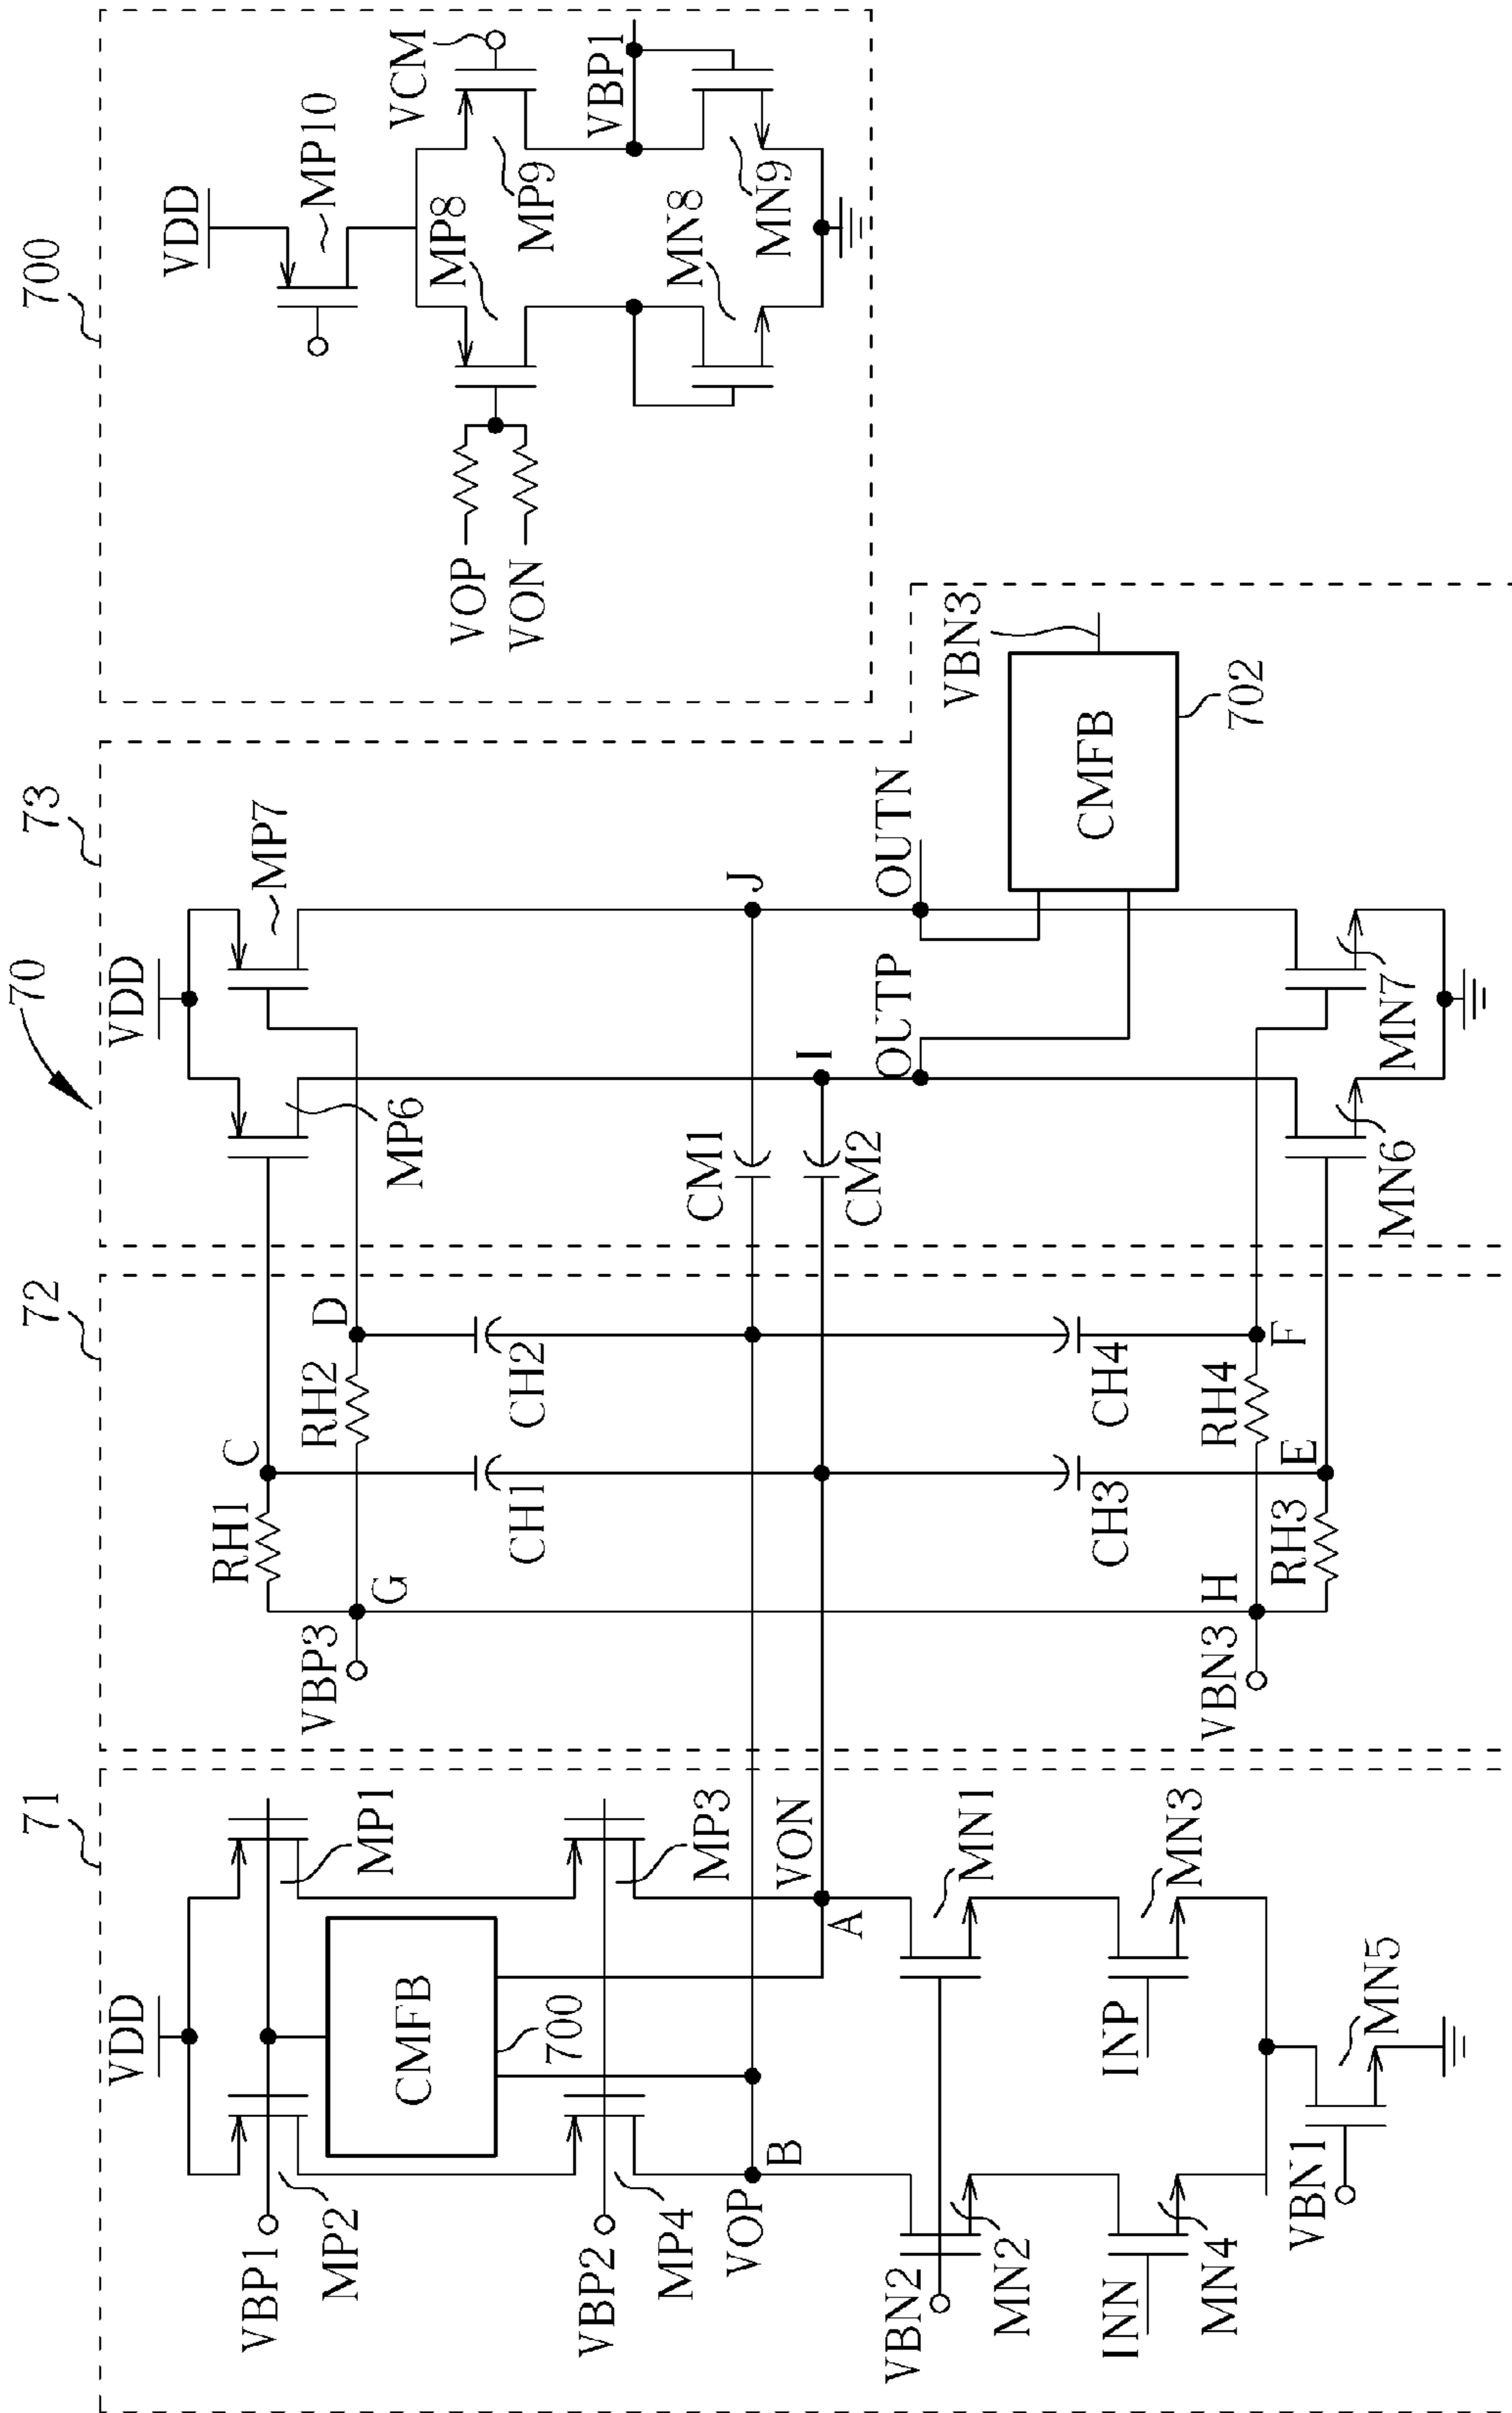 70
71
72
73
700
VDD
MP2
MP1
VBP1
CMFB
700
VBP2
MP4
MP3
VOP
B
VON
A
VBN2
MN2
MN1
INN
MN4
INP
MN3
VBN1
MN5
C
RH1
D
RH2
VBP3
G
CH1
CH2
CH3
CH4
VBN3
H
RH4
F
RH3
E
VDD
MP6
MP7
CM1
J
CM2
I
OUTP
OUTN
CMFB
VBN3
702
MN6
MN7
VDD
MP10
MP8
VCM
MP9
VOP
VON
VBP1
MN8
MN9